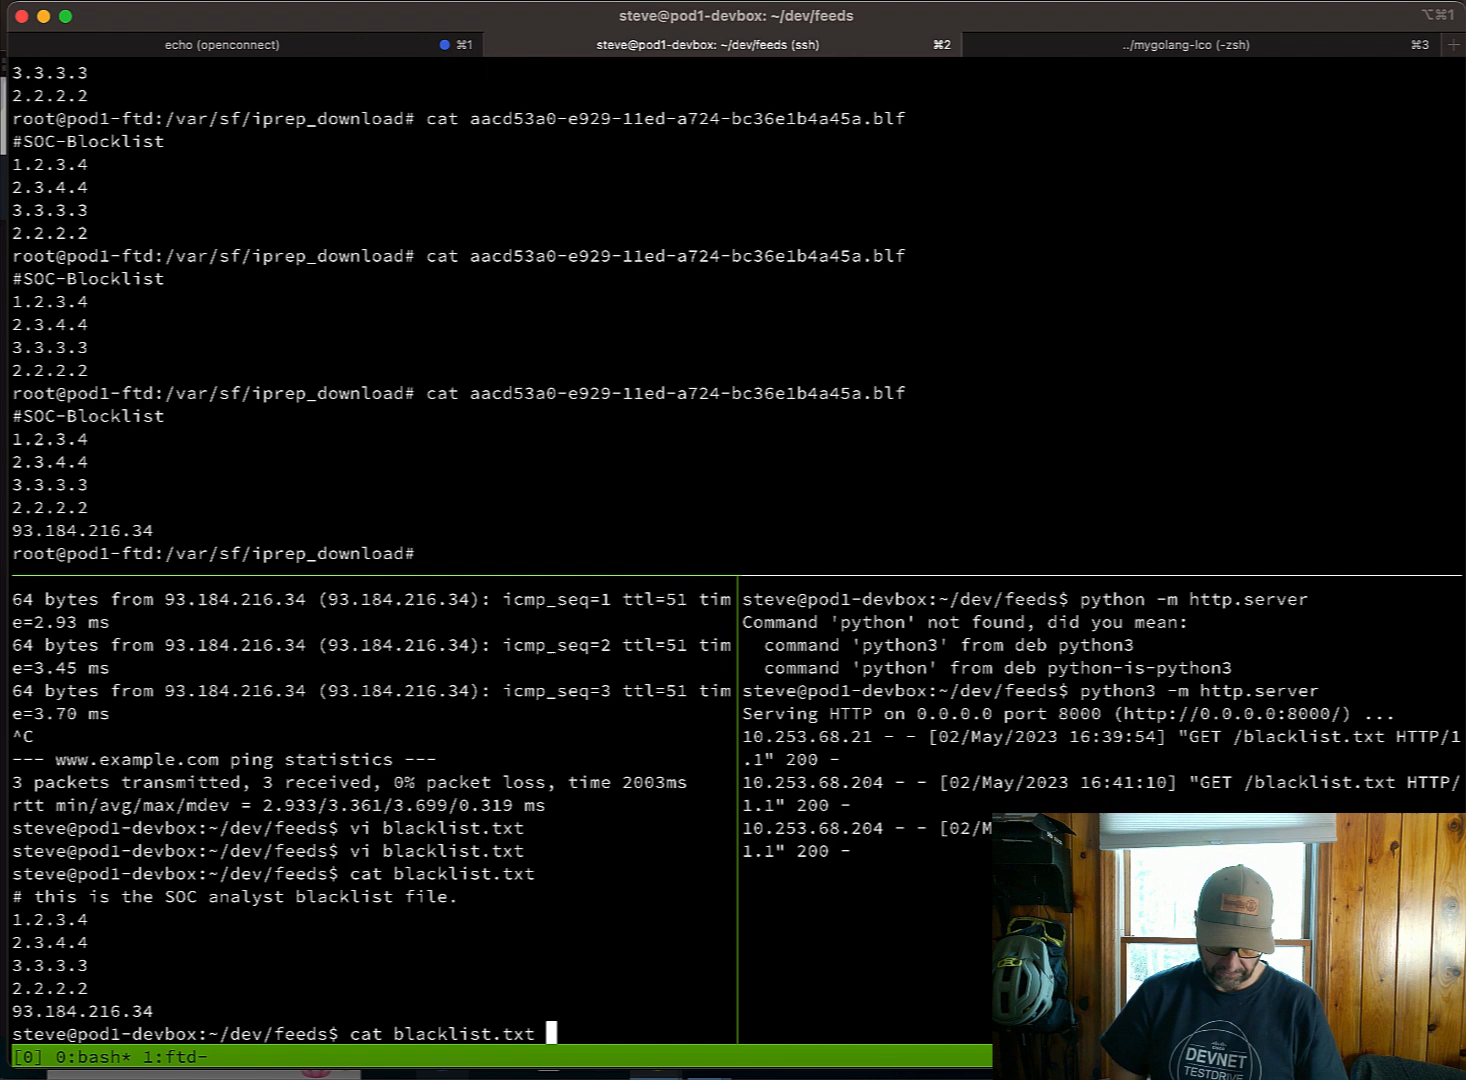 steve@pod1-devbox: ~/dev/feeds
⌥⌘1
echo (openconnect)
⌘1
steve@pod1-devbox: ~/dev/feeds (ssh)
⌘2
../mygolang-lco (-zsh)
⌘3
3.3.3.3
2.2.2.2
root@pod1-ftd:/var/sf/iprep_download# cat aacd53a0-e929-11ed-a724-bc36e1b4a45a.blf
#SOC-Blocklist
1.2.3.4
2.3.4.4
3.3.3.3
2.2.2.2
root@pod1-ftd:/var/sf/iprep_download# cat aacd53a0-e929-11ed-a724-bc36e1b4a45a.blf
#SOC-Blocklist
1.2.3.4
2.3.4.4
3.3.3.3
2.2.2.2
root@pod1-ftd:/var/sf/iprep_download# cat aacd53a0-e929-11ed-a724-bc36e1b4a45a.blf
#SOC-Blocklist
1.2.3.4
2.3.4.4
3.3.3.3
2.2.2.2
93.184.216.34
root@pod1-ftd:/var/sf/iprep_download#
64 bytes from 93.184.216.34 (93.184.216.34): icmp_seq=1 ttl=51 tim
e=2.93 ms
64 bytes from 93.184.216.34 (93.184.216.34): icmp_seq=2 ttl=51 tim
e=3.45 ms
64 bytes from 93.184.216.34 (93.184.216.34): icmp_seq=3 ttl=51 tim
e=3.70 ms
^C
--- www.example.com ping statistics ---
3 packets transmitted, 3 received, 0% packet loss, time 2003ms
rtt min/avg/max/mdev = 2.933/3.361/3.699/0.319 ms
steve@pod1-devbox:~/dev/feeds$ vi blacklist.txt
steve@pod1-devbox:~/dev/feeds$ vi blacklist.txt
steve@pod1-devbox:~/dev/feeds$ cat blacklist.txt
# this is the SOC analyst blacklist file.
1.2.3.4
2.3.4.4
3.3.3.3
2.2.2.2
93.184.216.34
steve@pod1-devbox:~/dev/feeds$ cat blacklist.txt
steve@pod1-devbox:~/dev/feeds$ python -m http.server
Command 'python' not found, did you mean:
command 'python3' from deb python3
command 'python' from deb python-is-python3
steve@pod1-devbox:~/dev/feeds$ python3 -m http.server
Serving HTTP on 0.0.0.0 port 8000 (http://0.0.0.0:8000/) ...
10.253.68.21 - - [02/May/2023 16:39:54] "GET /blacklist.txt HTTP/1
.1" 200 -
10.253.68.204 - - [02/May/2023 16:41:10] "GET /blacklist.txt HTTP/
1.1" 200 -
10.253.68.204 - - [02/M
1.1" 200 -
[0] 0:bash* 1:ftd-
DEVNET
TESTDRIVE